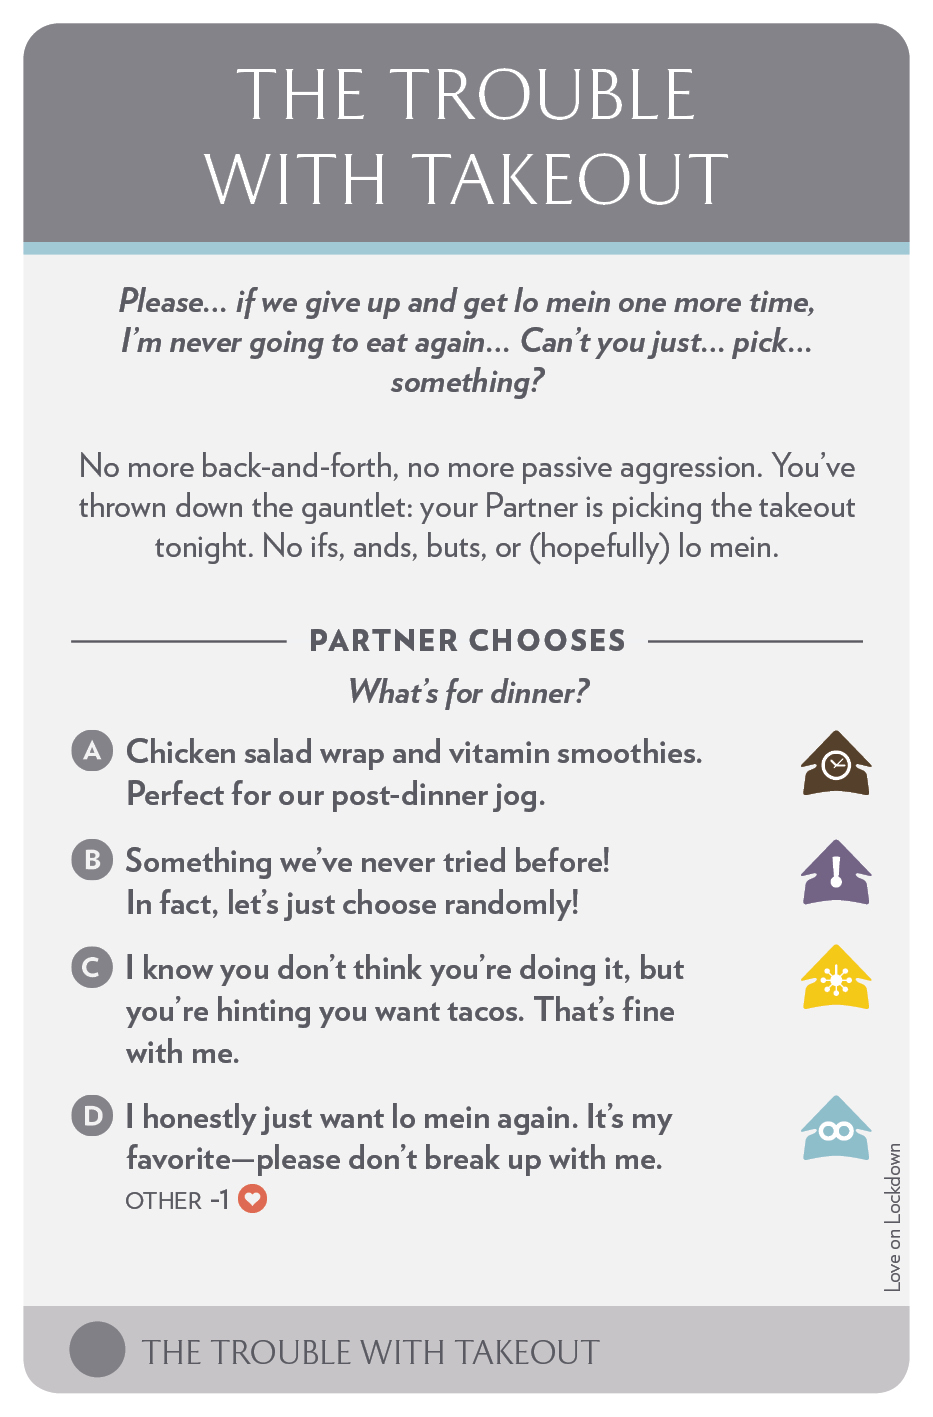 THE TROUBLE
WITH TAKEOUT
Please... if we give up and get lo mein one more time,
I'm never going to eat again... Can't you just... pick...
something?
No more back-and-forth, no more passive aggression. You've
thrown down the gauntlet: your Partner is picking the takeout
tonight. No ifs, ands, buts, or (hopefully) lo mein.
PARTNER CHOOSES
What's for dinner?
A Chicken salad wrap and vitamin smoothies.
Perfect for our post-dinner jog.
B Something we've never tried before!
In fact, let's just choose randomly!
C I know you don't think you're doing it, but
you're hinting you want tacos. That's fine
with me.
D I honestly just want lo mein again. It's my
favorite—please don't break up with me.
OTHER -1
Love on Lockdown
THE TROUBLE WITH TAKEOUT